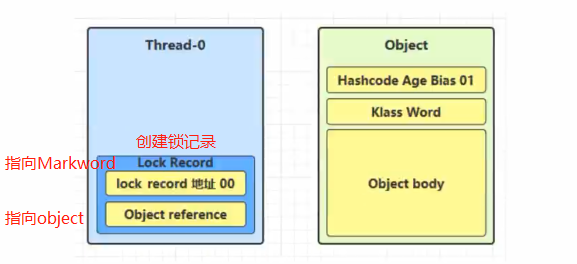 Thread-0
创建锁记录
指向Markword
Lock Record
lock record 地址 00
指向object
Object reference
Object
Hashcode Age Bias 01
Klass Word
Object body